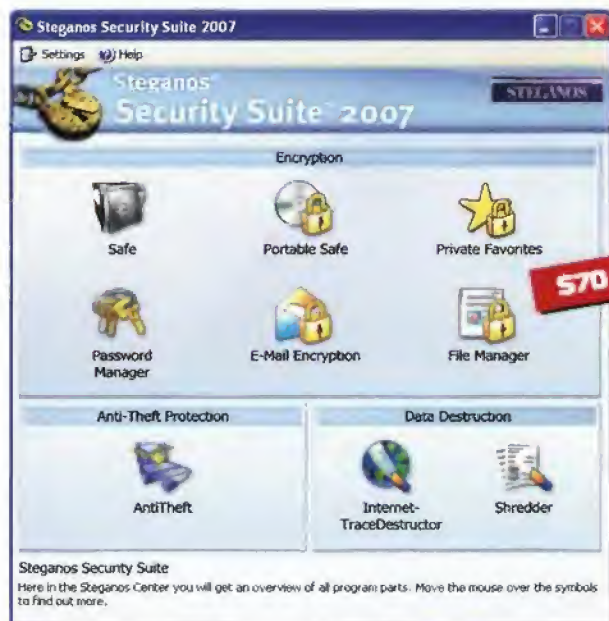 Steganos Security Suite 2007
Settings Help
Steganos™
Security Suite™ 2007
STEGANOS
Encryption
Safe Portable Safe Private Favorites
$70
Password Manager E-Mail Encryption File Manager
Anti-Theft Protection Data Destruction
AntiTheft Internet-TraceDestructor Shredder
Steganos Security Suite
Here in the Steganos Center you will get an overview of all program parts. Move the mouse over the symbols
to find out more.